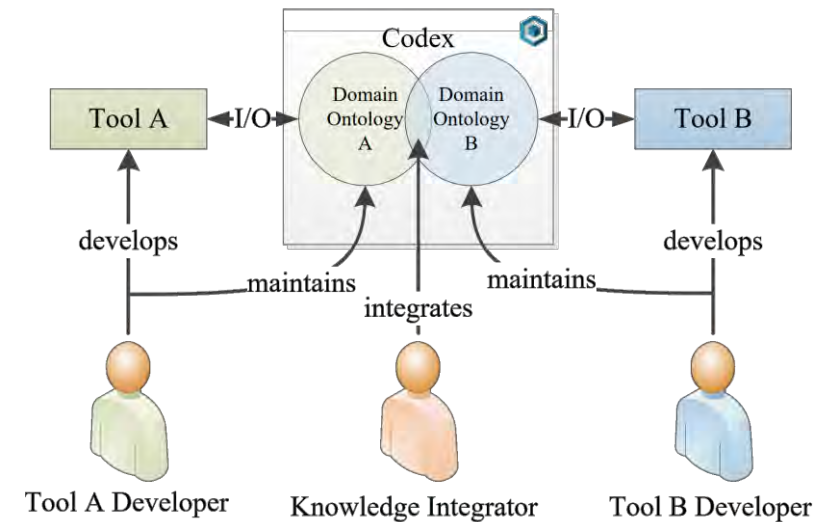 Codex
Tool A
I/O
Domain
Ontology
A
Domain
Ontology
B
I/O
Tool B
develops
maintains
integrates
maintains
develops
Tool A Developer
Knowledge Integrator
Tool B Developer